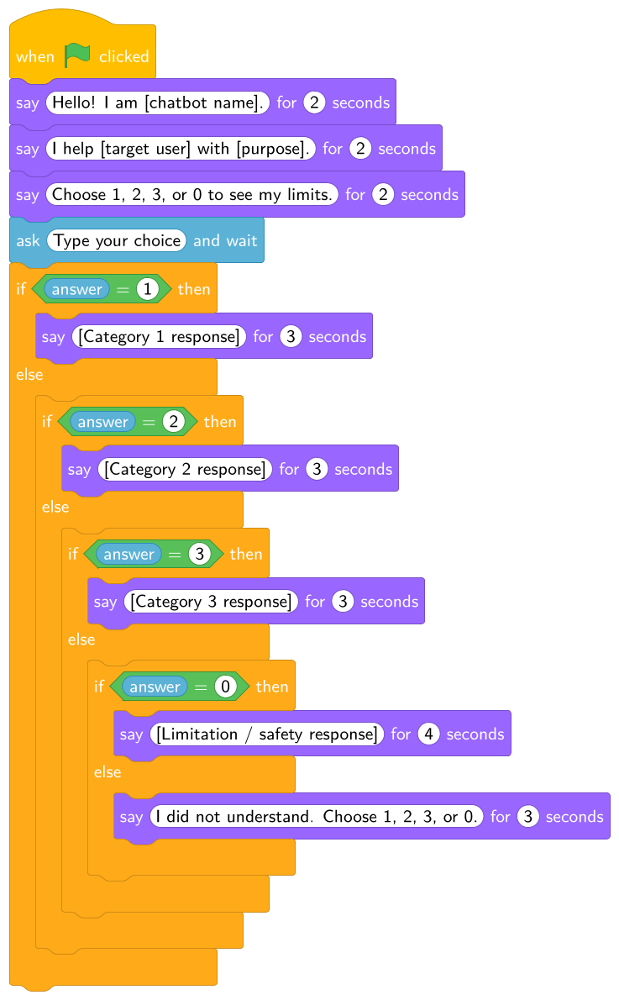 when clicked
say Hello! I am [chatbot name]. for 2 seconds
say I help [target user] with [purpose]. for 2 seconds
say Choose 1, 2, 3, or 0 to see my limits. for 2 seconds
ask Type your choice and wait
if answer = 1 then
say [Category 1 response] for 3 seconds
else
if answer = 2 then
say [Category 2 response] for 3 seconds
else
if answer = 3 then
say [Category 3 response] for 3 seconds
else
if answer = 0 then
say [Limitation / safety response] for 4 seconds
else
say I did not understand. Choose 1, 2, 3, or 0. for 3 seconds